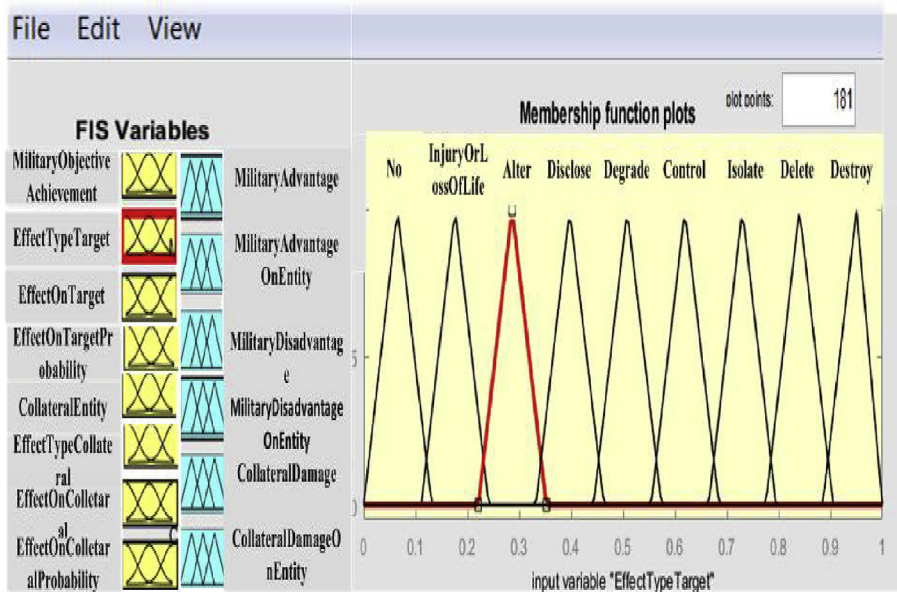 File Edit View
FIS Variables
MilitaryObjective
Achievement
EffectTypeTarget
EffectOnTarget
EffectOnTargetPr
obability
CollateralEntity
EffectTypeCollate
ral
EffectOnColletar
al
EffectOnColletar
alProbability
MilitaryAdvantage
MilitaryAdvantage
OnEntity
MilitaryDisadvantag
e
MilitaryDisadvantage
OnEntity
CollateralDamage
CollateralDamageO
nEntity
Membership function plots
plot points: 181
No InjuryOrL Alter Disclose Degrade Control Isolate Delete Destroy
ossOfLife
5
0
0 0.1 0.2 0.3 0.4 0.5 0.6 0.7 0.8 0.9 1
input variable "EffectTypeTarget"